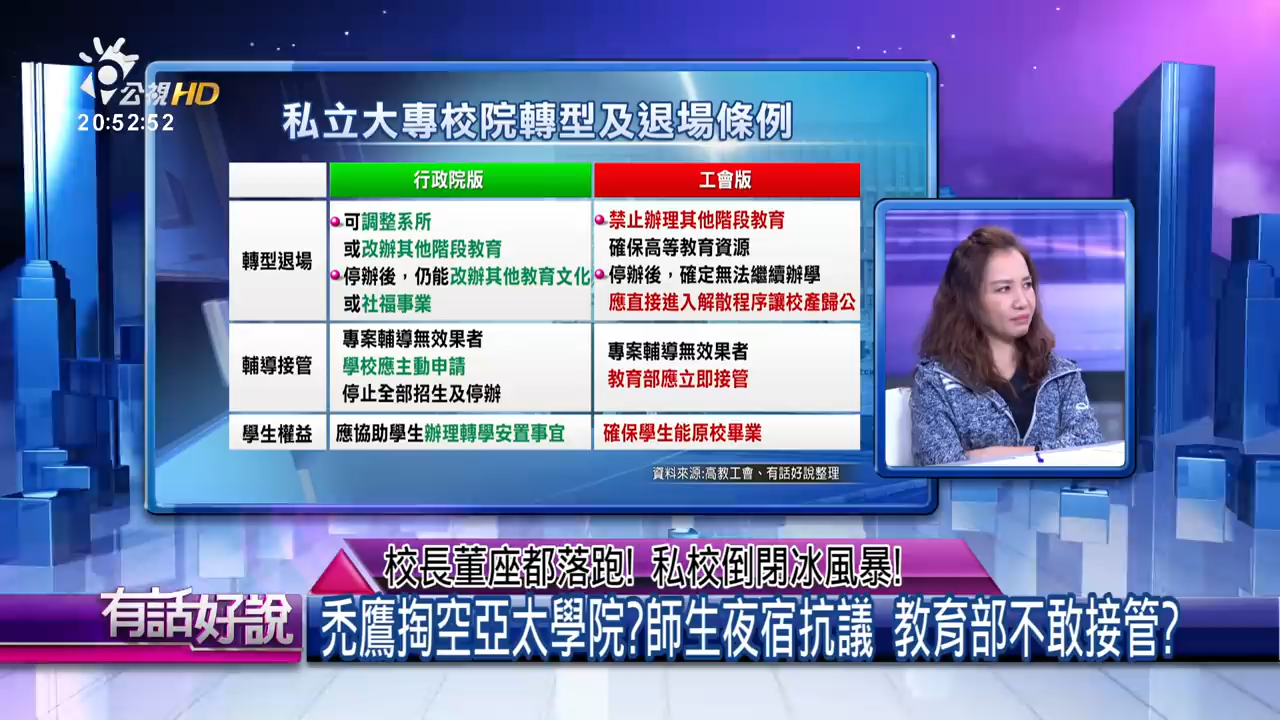 公視HD
20:52:52
私立大專校院轉型及退場條例
行政院版
工會版
轉型退場
可調整系所
或改辦其他階段教育
停辦後，仍能改辦其他教育文化
或社福事業
禁止辦理其他階段教育
確保高等教育資源
停辦後，確定無法繼續辦學
應直接進入解散程序讓校產歸公
輔導接管
專案輔導無效果者
學校應主動申請
停止全部招生及停辦
專案輔導無效果者
教育部應立即接管
學生權益
應協助學生辦理轉學安置事宜
確保學生能原校畢業
資料來源:高教工會、有話好說整理
校長董座都落跑! 私校倒閉冰風暴!
有話好說
禿鷹掏空亞太學院?師生夜宿抗議 教育部不敢接管?